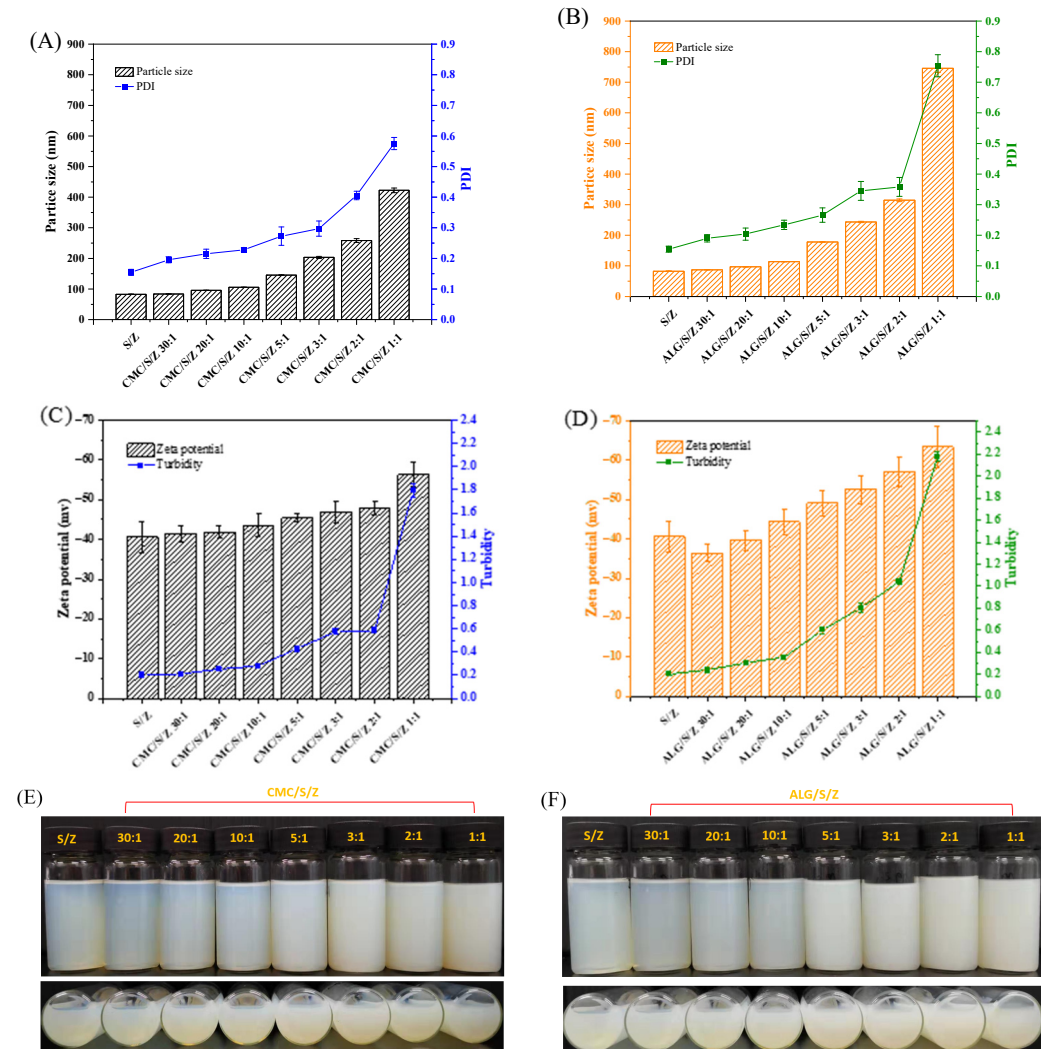 (A)
Particle size
PDI
Partice size (nm)
900
800
700
600
500
400
300
200
100
0
0.9
0.8
0.7
0.6
0.5
0.4
0.3
0.2
0.1
0.0
PDI
S/Z
CMC/S/Z 30:1
CMC/S/Z 20:1
CMC/S/Z 10:1
CMC/S/Z 5:1
CMC/S/Z 3:1
CMC/S/Z 2:1
CMC/S/Z 1:1
(B)
Particle size
PDI
Partice size (nm)
900
800
700
600
500
400
300
200
100
0
0.9
0.8
0.7
0.6
0.5
0.4
0.3
0.2
0.1
0.0
PDI
S/Z
ALG/S/Z 30:1
ALG/S/Z 20:1
ALG/S/Z 10:1
ALG/S/Z 5:1
ALG/S/Z 3:1
ALG/S/Z 2:1
ALG/S/Z 1:1
(C)
Zeta potential
Turbidity
Zeta potential (mv)
−70
−60
−50
−40
−30
−20
−10
0
2.4
2.2
2.0
1.8
1.6
1.4
1.2
1.0
0.8
0.6
0.4
0.2
0.0
Turbidity
S/Z
CMC/S/Z 30:1
CMC/S/Z 20:1
CMC/S/Z 10:1
CMC/S/Z 5:1
CMC/S/Z 3:1
CMC/S/Z 2:1
CMC/S/Z 1:1
(D)
Zeta potential
Turbidity
Zeta potential (mv)
−70
−60
−50
−40
−30
−20
−10
0
2.4
2.2
2.0
1.8
1.6
1.4
1.2
1.0
0.8
0.6
0.4
0.2
0.0
Turbidity
S/Z
ALG/S/Z 30:1
ALG/S/Z 20:1
ALG/S/Z 10:1
ALG/S/Z 5:1
ALG/S/Z 3:1
ALG/S/Z 2:1
ALG/S/Z 1:1
(E)
CMC/S/Z
S/Z 30:1 20:1 10:1 5:1 3:1 2:1 1:1
(F)
ALG/S/Z
S/Z 30:1 20:1 10:1 5:1 3:1 2:1 1:1